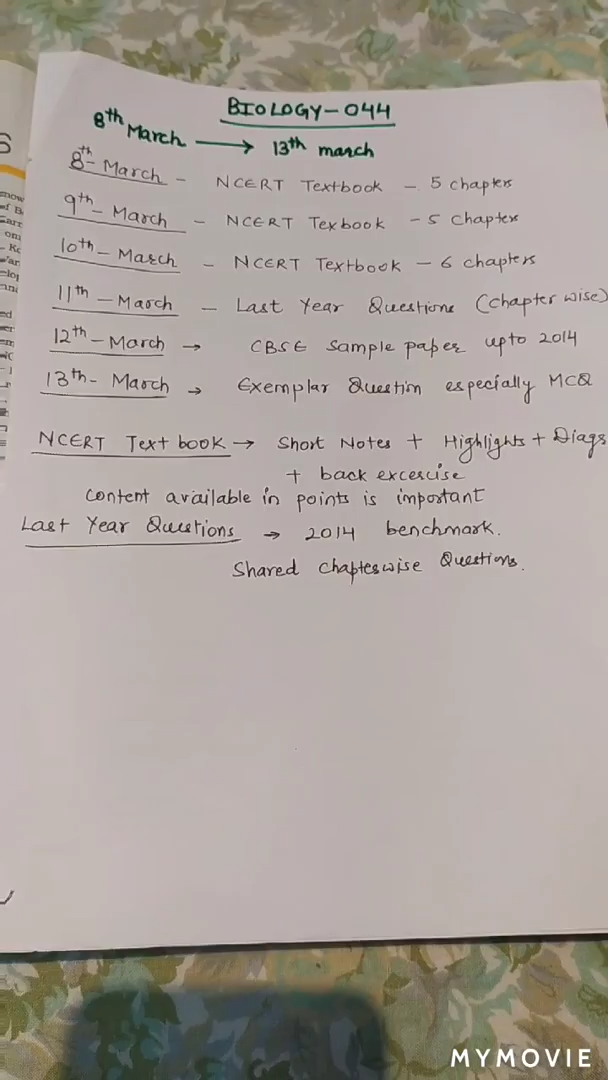 BIOLOGY-044
8th March → 13th march
8th-March - NCERT Textbook - 5 chapters
9th-March - NCERT Texbook - 5 Chapters
10th-March - NCERT Textbook - 6 chapters
11th-March - Last Year Questions (chapter wise)
12th-March → CBSE sample paper upto 2014
13th-March → Exemplar Question especially MCQ
NCERT Text book → Short Notes + Highlights + Diags
+ back excercise
content available in points is important
Last Year Questions → 2014 benchmark.
Shared chapteswise Questions.
MYMOVIE